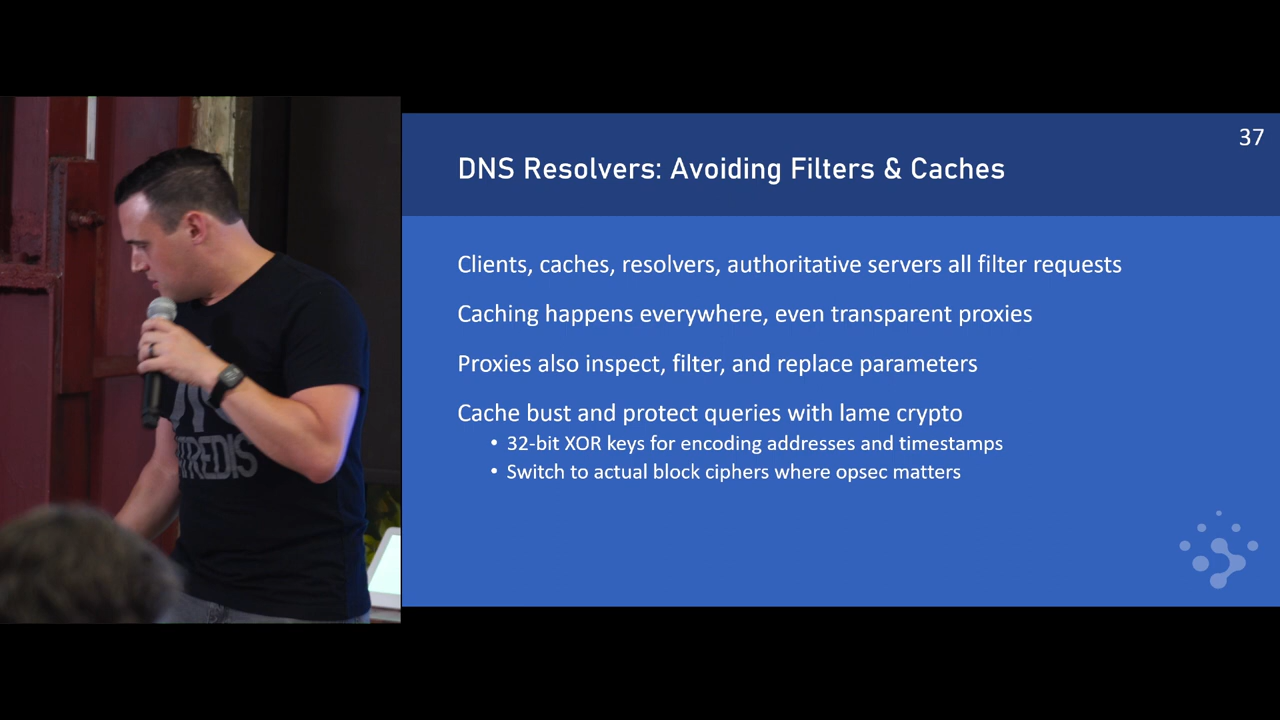 37
DNS Resolvers: Avoiding Filters & Caches
Clients, caches, resolvers, authoritative servers all filter requests
Caching happens everywhere, even transparent proxies
Proxies also inspect, filter, and replace parameters
Cache bust and protect queries with lame crypto
• 32-bit XOR keys for encoding addresses and timestamps
• Switch to actual block ciphers where opsec matters